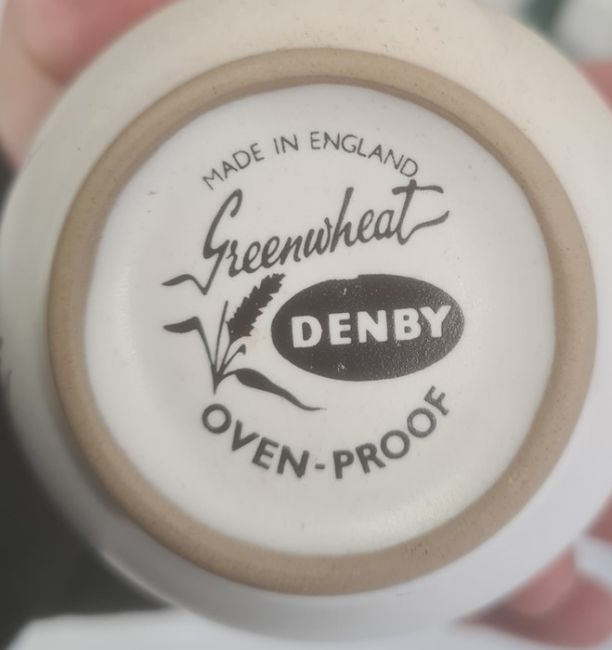 MADE IN ENGLAND
Greenwheat
DENBY
OVEN-PROOF